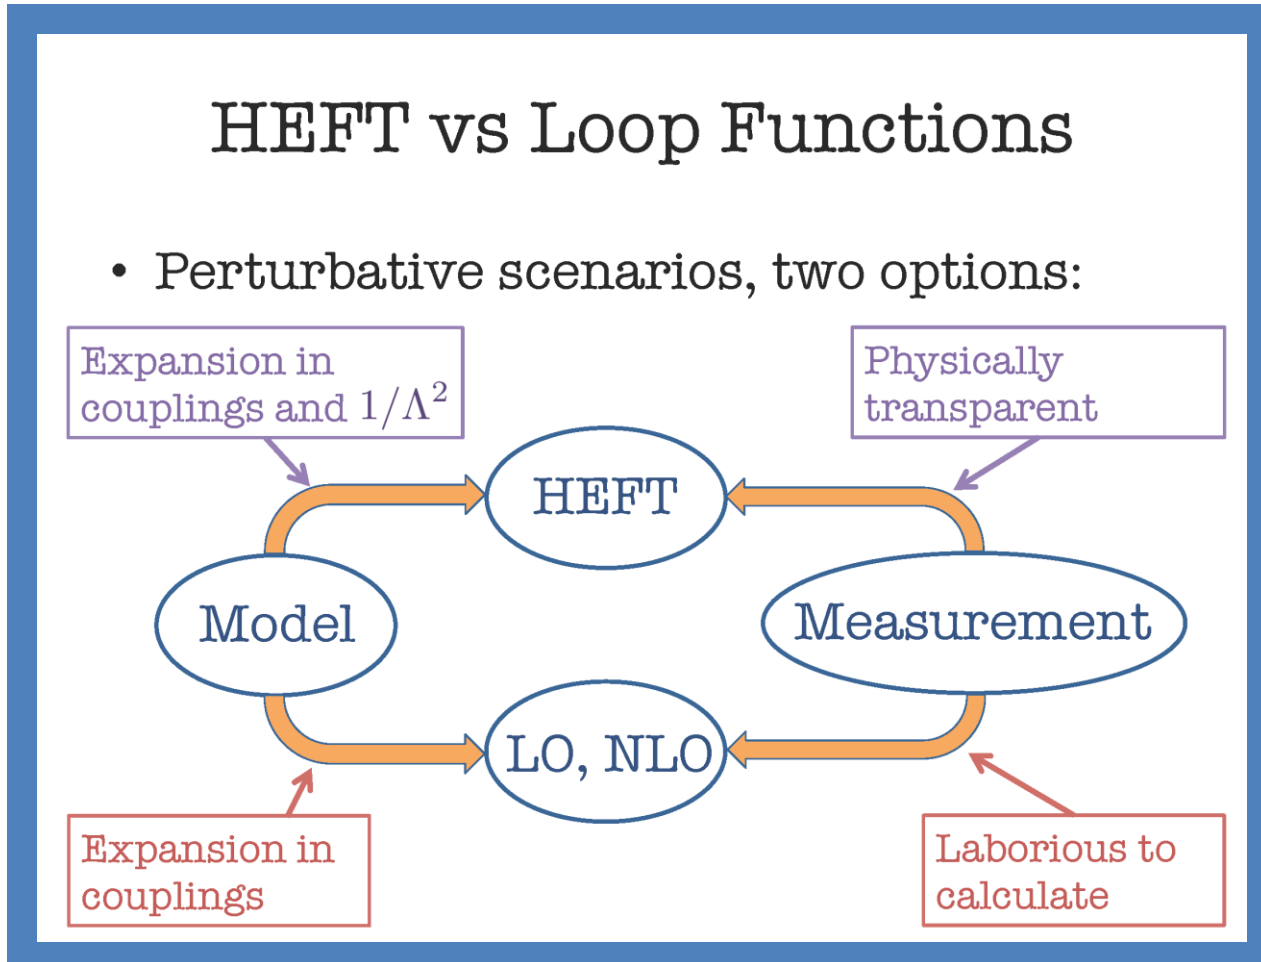 HEFT vs Loop Functions
• Perturbative scenarios, two options:
Expansion in
couplings and 1/Λ²
Physically
transparent
HEFT
Model
Measurement
LO, NLO
Expansion in
couplings
Laborious to
calculate